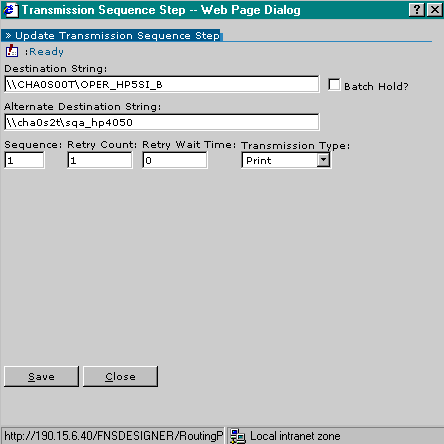 Transmission Sequence Step -- Web Page Dialog
» Update Transmission Sequence Step
:Ready
Destination String:
\\CHA0S00T\OPER_HP5SI_B
Batch Hold?
Alternate Destination String:
\\cha0s2t\sqa_hp4050
Sequence: Retry Count: Retry Wait Time: Transmission Type:
1 1 0 Print
Save Close
http://190.15.6.40/FNSDESIGNER/RoutingP Local intranet zone